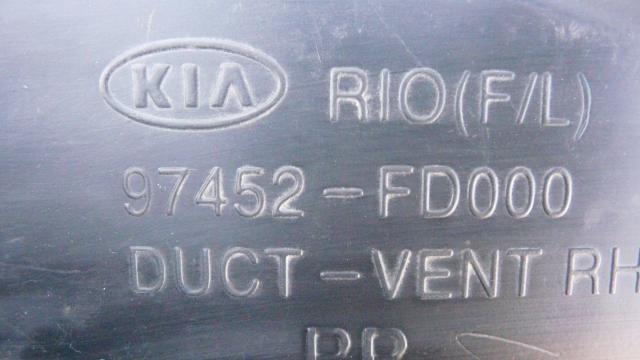 KIA RIO(F/L)
97452-FD000
DUCT-VENT RH